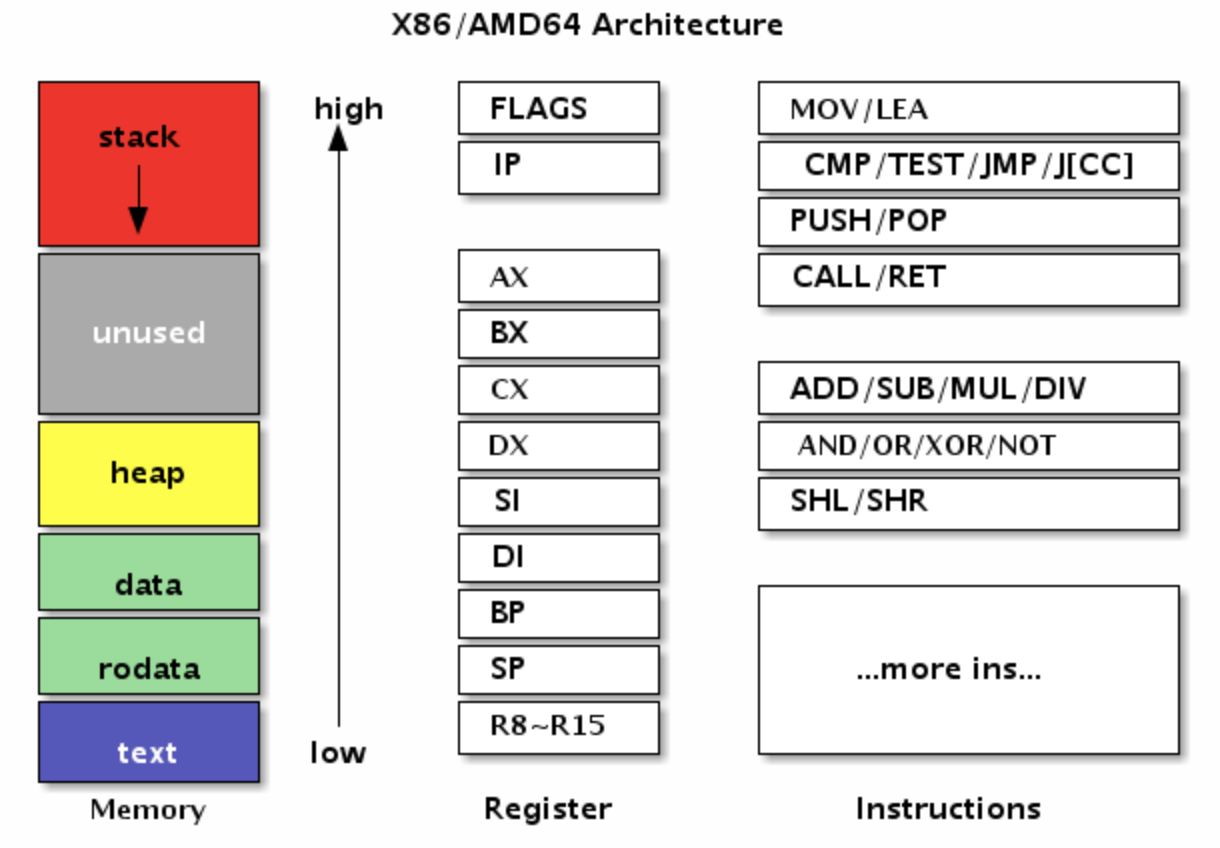 X86/AMD64 Architecture
stack
unused
heap
data
rodata
text
Memory
high
low
FLAGS
IP
AX
BX
CX
DX
SI
DI
BP
SP
R8~R15
Register
MOV/LEA
CMP/TEST/JMP/J[CC]
PUSH/POP
CALL/RET
ADD/SUB/MUL/DIV
AND/OR/XOR/NOT
SHL/SHR
...more ins...
Instructions